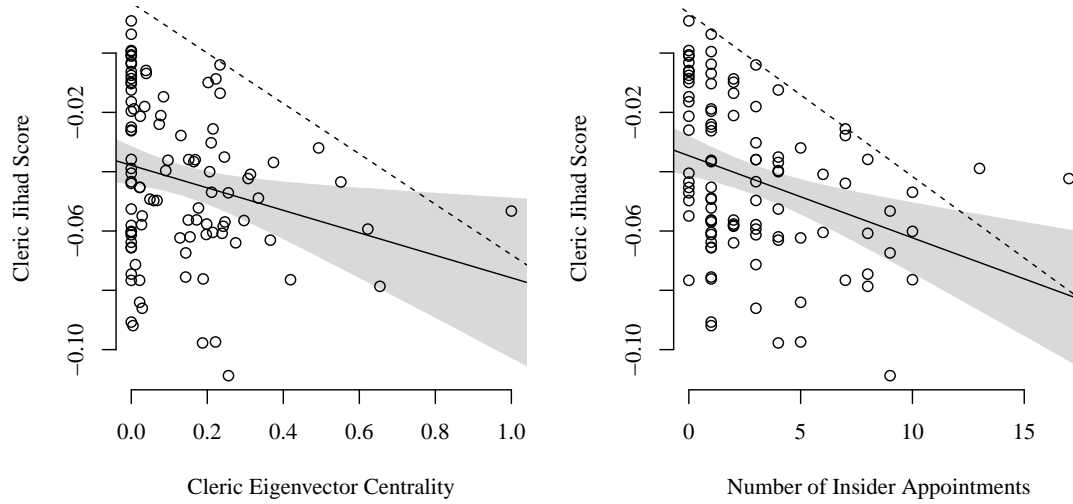 Cleric Jihad Score
−0.02
−0.06
−0.10
0.0 0.2 0.4 0.6 0.8 1.0
Cleric Eigenvector Centrality
Cleric Jihad Score
−0.02
−0.06
−0.10
0 5 10 15
Number of Insider Appointments